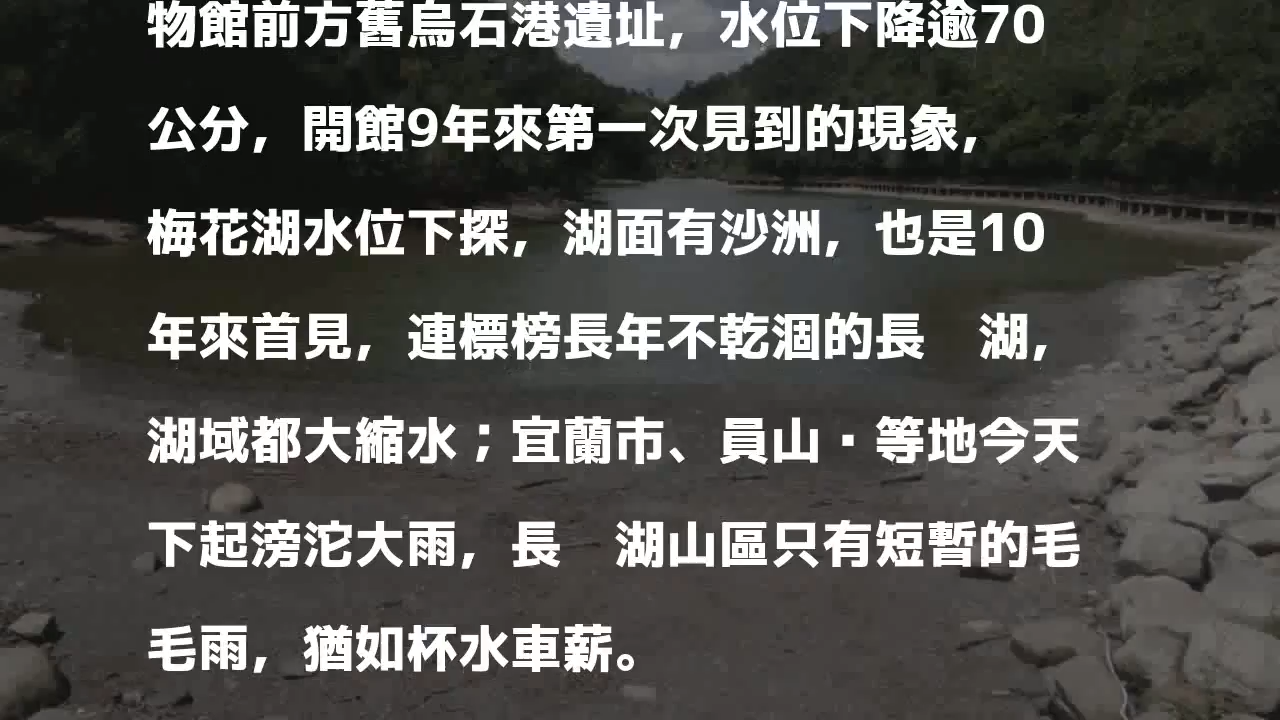 物館前方舊烏石港遺址，水位下降逾70
公分，開館9年來第一次見到的現象，
梅花湖水位下探，湖面有沙洲，也是10
年來首見，連標榜長年不乾涸的長　湖，
湖域都大縮水；宜蘭市、員山．等地今天
下起滂沱大雨，長　湖山區只有短暫的毛
毛雨，猶如杯水車薪。